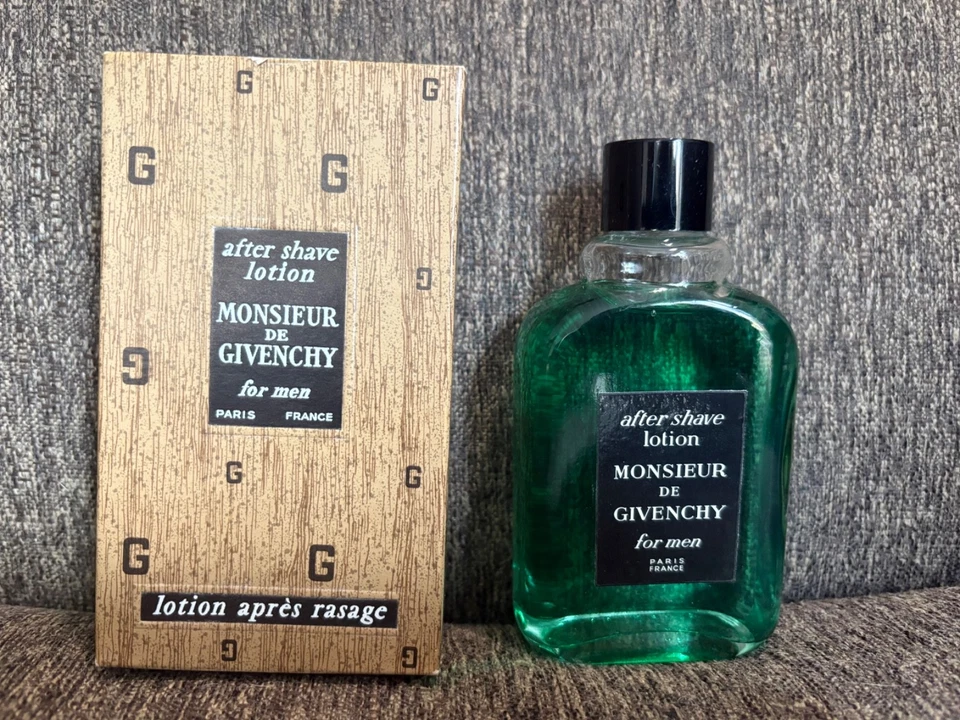 G
G
G
G
after shave
lotion
MONSIEUR
DE
GIVENCHY
for men
PARIS FRANCE
G
G
G
G
G
G
lotion après rasage
G
G
after shave
lotion
MONSIEUR
DE
GIVENCHY
for men
PARIS
FRANCE